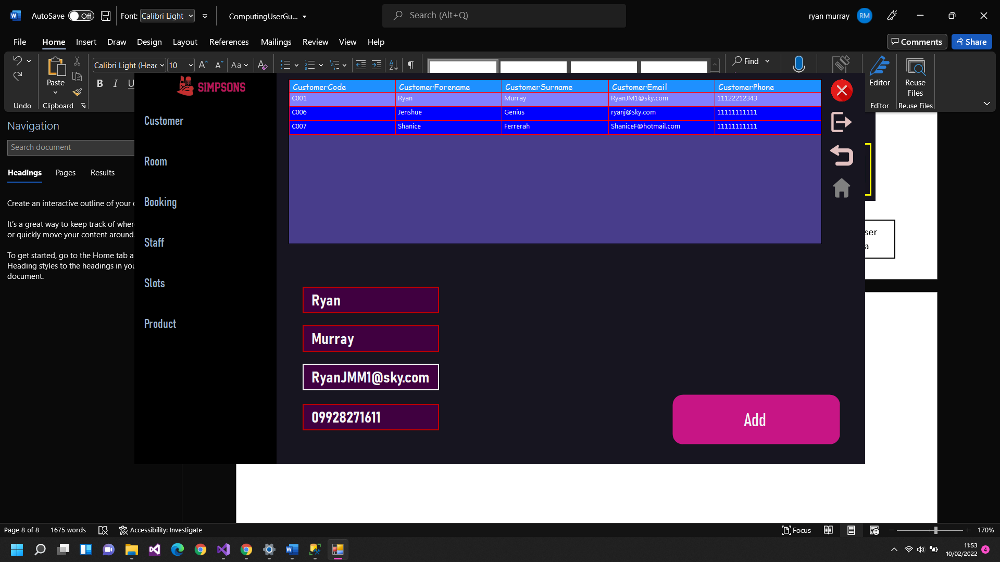 AutoSave Off Font: Calibri Light ComputingUserGu... Search (Alt+Q) ryan murray RM
File Home Insert Draw Design Layout References Mailings Review View Help Comments Share
Calibri Light (Heac 10 A A Aa A Find
Paste B I U Editor Reuse Files
Undo Clipboard Editor Reuse Files
SIMPSONS
CustomerCode CustomerForename CustomerSurname CustomerEmail CustomerPhone
C001 Ryan Murray RyanJM1@sky.com 11122212343
C006 Jenshue Genius ryanj@sky.com 11111111111
C007 Shanice Ferrerah ShaniceF@hotmail.com 11111111111
Navigation
Search document
Headings Pages Results
Create an interactive outline of your
It's a great way to keep track of wher
or quickly move your content around.
To get started, go to the Home tab a
Heading styles to the headings in you
document.
Customer
Room
Booking
Staff
Slots
Product
ser
a
Ryan
Murray
RyanJMM1@sky.com
09928271611
Add
Page 8 of 8 1675 words Accessibility: Investigate Focus 170%
11:53
10/02/2022 4